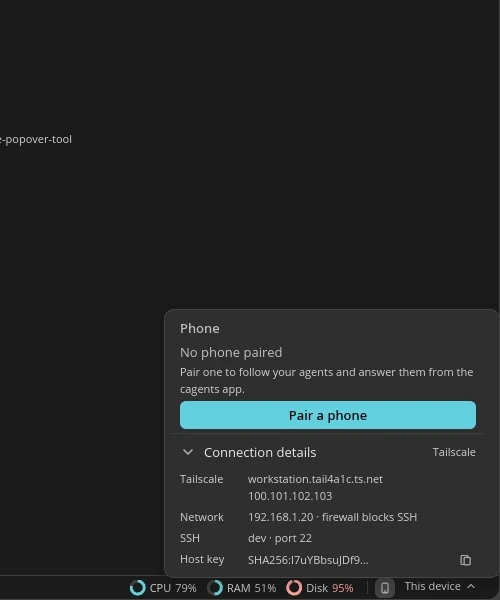 e-popover-tool
Phone
No phone paired
Pair one to follow your agents and answer them from the
cagents app.
Pair a phone
Connection details Tailscale
Tailscale workstation.tail4a1c.ts.net
100.101.102.103
Network 192.168.1.20 · firewall blocks SSH
SSH dev · port 22
Host key SHA256:I7uYBbsuJDf9...
CPU 79% RAM 51% Disk 95% This device